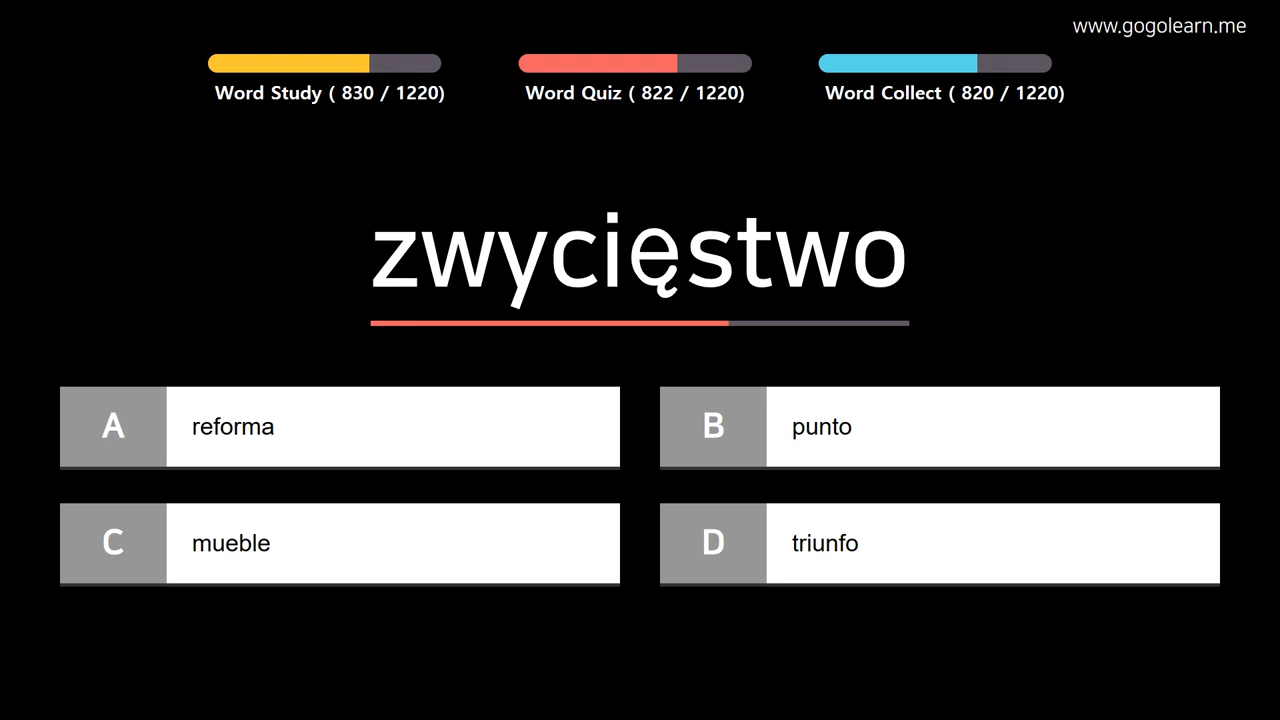 www.gogolearn.me
Word Study ( 830 / 1220)
Word Quiz ( 822 / 1220)
Word Collect ( 820 / 1220)
zwycięstwo
A reforma
B punto
C mueble
D triunfo